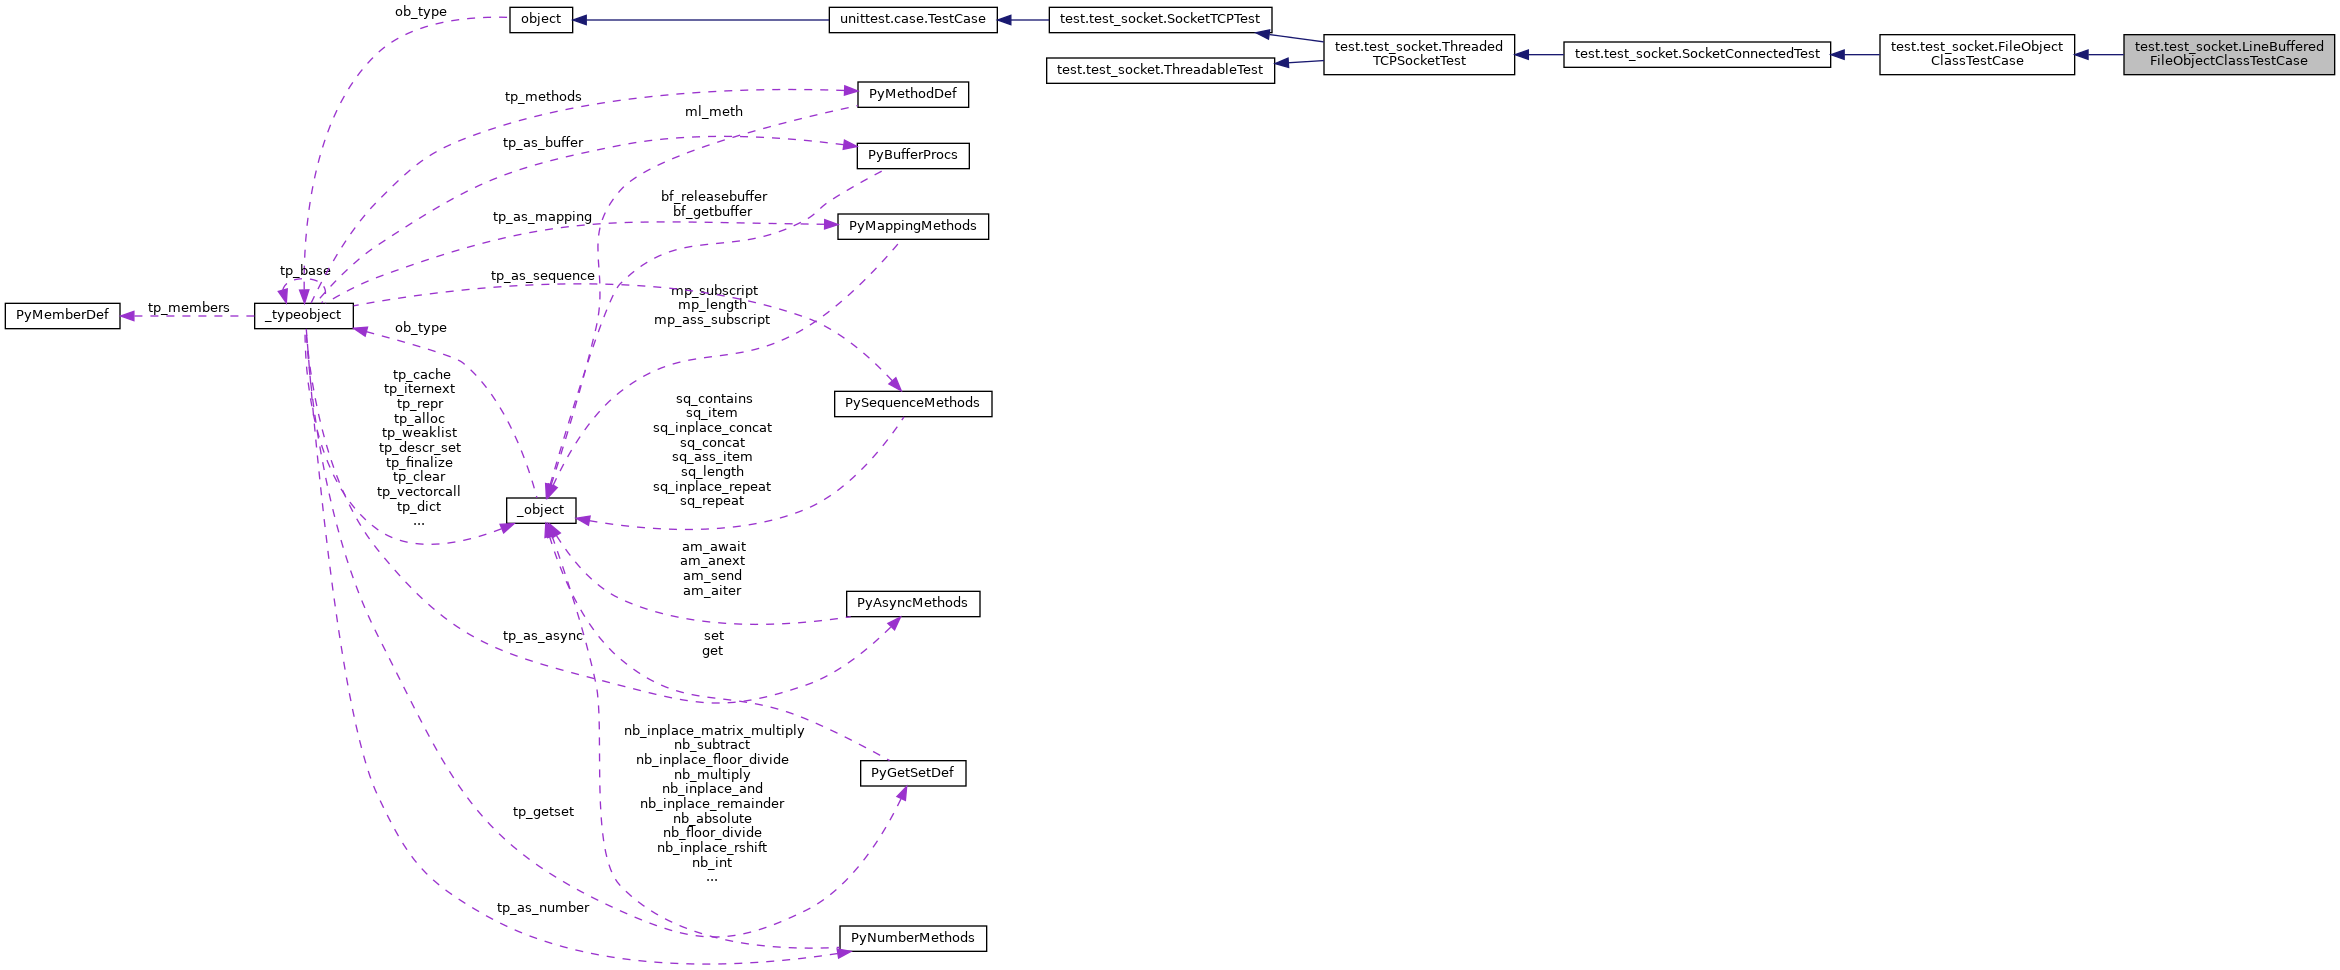 ob_type
object
unittest.case.TestCase
test.test_socket.SocketTCPTest
test.test_socket.ThreadableTest
test.test_socket.Threaded
TCPSocketTest
test.test_socket.SocketConnectedTest
test.test_socket.FileObject
ClassTestCase
test.test_socket.LineBuffered
FileObjectClassTestCase
tp_methods
PyMethodDef
ml_meth
tp_as_buffer
PyBufferProcs
bf_releasebuffer
bf_getbuffer
tp_as_mapping
PyMappingMethods
tp_base
tp_as_sequence
mp_subscript
mp_length
mp_ass_subscript
PyMemberDef
tp_members
_typeobject
ob_type
tp_cache
tp_iternext
tp_repr
tp_alloc
tp_weaklist
tp_descr_set
tp_finalize
tp_clear
tp_vectorcall
tp_dict
...
sq_contains
sq_item
sq_inplace_concat
sq_concat
sq_ass_item
sq_length
sq_inplace_repeat
sq_repeat
PySequenceMethods
_object
am_await
am_anext
am_send
am_aiter
PyAsyncMethods
tp_as_async
set
get
nb_inplace_matrix_multiply
nb_subtract
nb_inplace_floor_divide
nb_multiply
nb_inplace_and
nb_inplace_remainder
nb_absolute
nb_floor_divide
nb_inplace_rshift
nb_int
...
PyGetSetDef
tp_getset
tp_as_number
PyNumberMethods